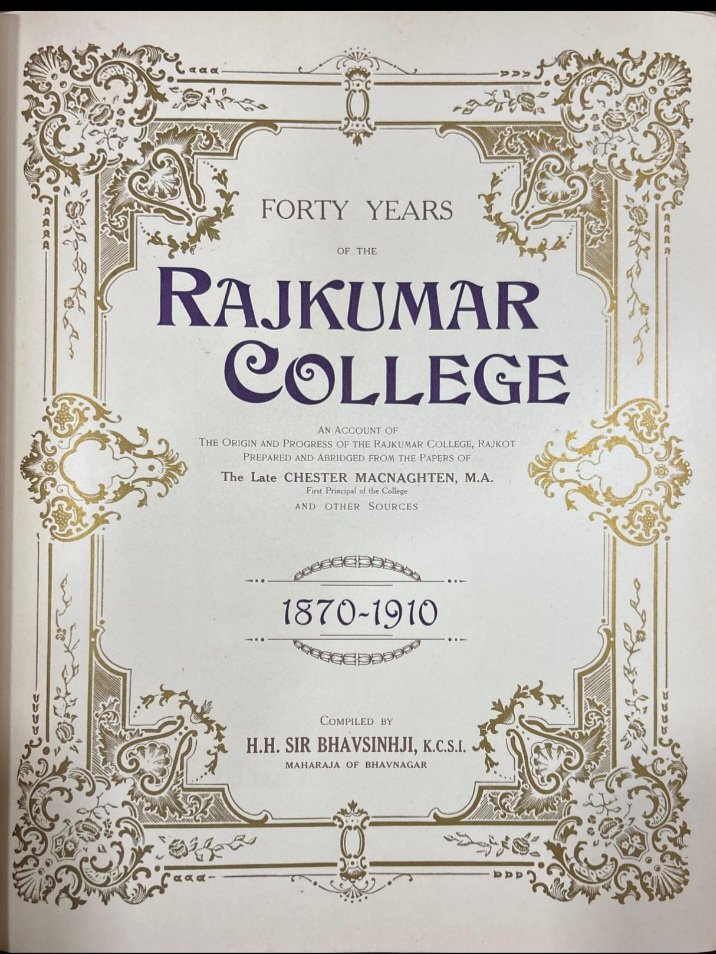 FORTY YEARS
OF THE
RAJKUMAR
COLLEGE
AN ACCOUNT OF
THE ORIGIN AND PROGRESS OF THE RAJKUMAR COLLEGE, RAJKOT
PREPARED AND ABRIDGED FROM THE PAPERS OF
The Late CHESTER MACNAGHTEN, M.A.
First Principal of the College
AND OTHER SOURCES
1870-1910
COMPILED BY
H.H. SIR BHAVSINHJI, K.C.S.I.
MAHARAJA OF BHAVNAGAR